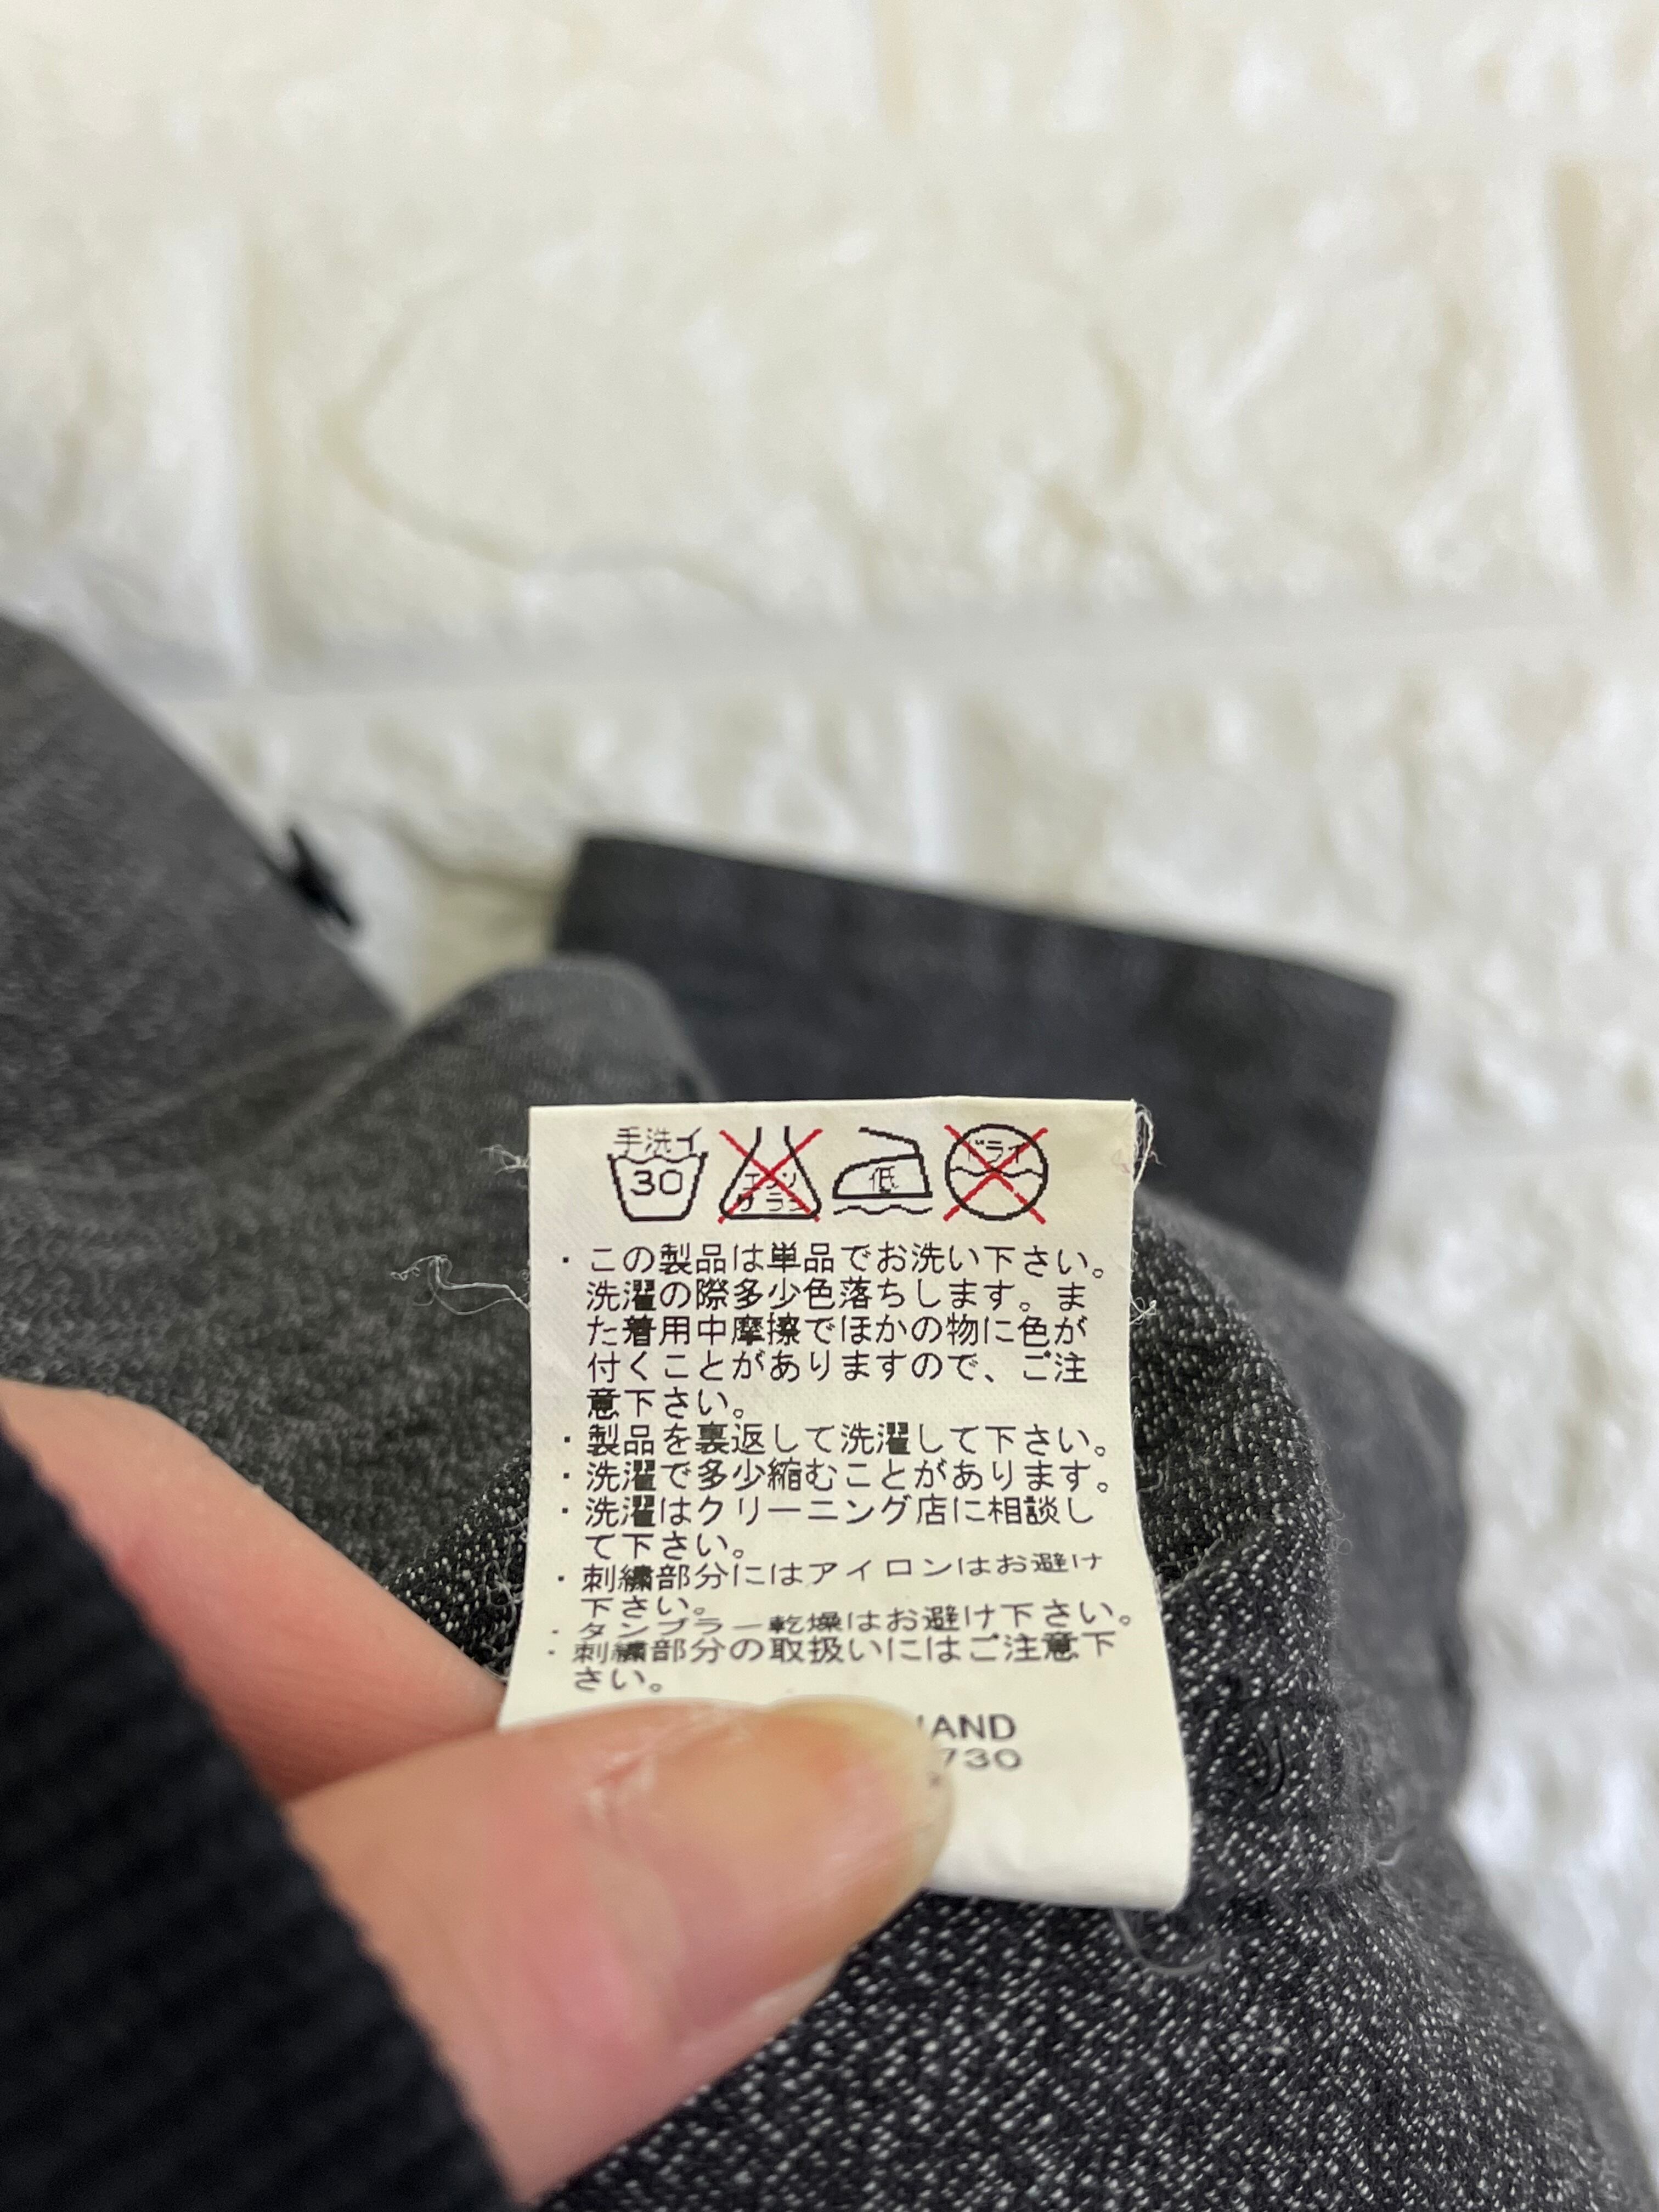 手洗イ
30
エンソ
サラシ
低
ドライ
・この製品は単品でお洗い下さい。
洗濯の際多少色落ちします。ま
た着用中摩擦でほかの物に色が
付くことがありますので、ご注
意下さい。
・製品を裏返して洗濯して下さい。
・洗濯で多少縮むことがあります。
・洗濯はクリーニング店に相談し
て下さい。
・刺繍部分にはアイロンはお避け
下さい。
・タンブラー乾燥はお避け下さい。
・刺繍部分の取扱いにはご注意下
さい。
AND
730